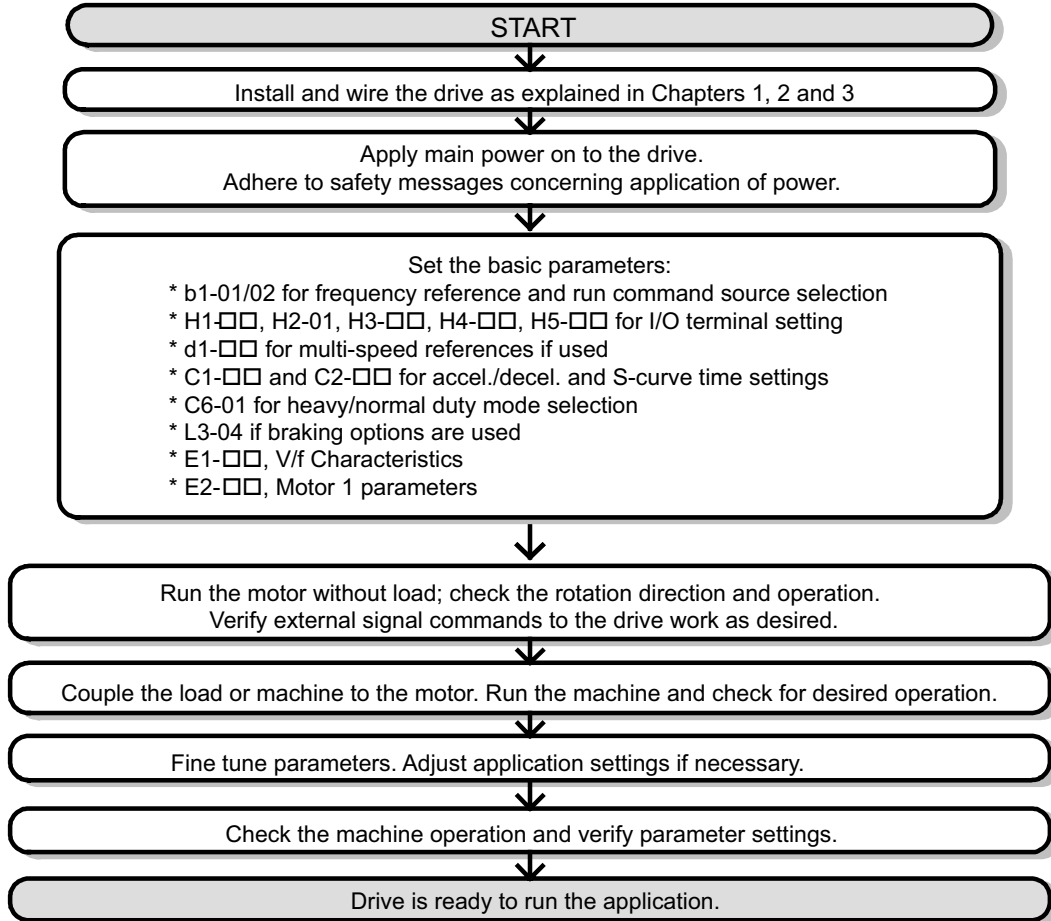 START
Install and wire the drive as explained in Chapters 1, 2 and 3
Apply main power on to the drive.
Adhere to safety messages concerning application of power.
Set the basic parameters:
* b1-01/02 for frequency reference and run command source selection
* H1-□□, H2-01, H3-□□, H4-□□, H5-□□ for I/O terminal setting
* d1-□□ for multi-speed references if used
* C1-□□ and C2-□□ for accel./decel. and S-curve time settings
* C6-01 for heavy/normal duty mode selection
* L3-04 if braking options are used
* E1-□□, V/f Characteristics
* E2-□□, Motor 1 parameters
Run the motor without load; check the rotation direction and operation.
Verify external signal commands to the drive work as desired.
Couple the load or machine to the motor. Run the machine and check for desired operation.
Fine tune parameters. Adjust application settings if necessary.
Check the machine operation and verify parameter settings.
Drive is ready to run the application.